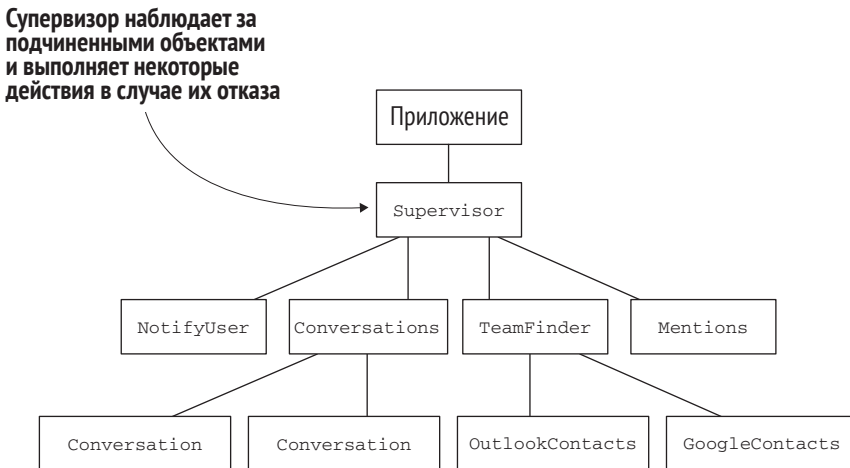 Супервизор наблюдает за
подчиненными объектами
и выполняет некоторые
действия в случае их отказа
Приложение
Supervisor
NotifyUser
Conversations
TeamFinder
Mentions
Conversation
Conversation
OutlookContacts
GoogleContacts